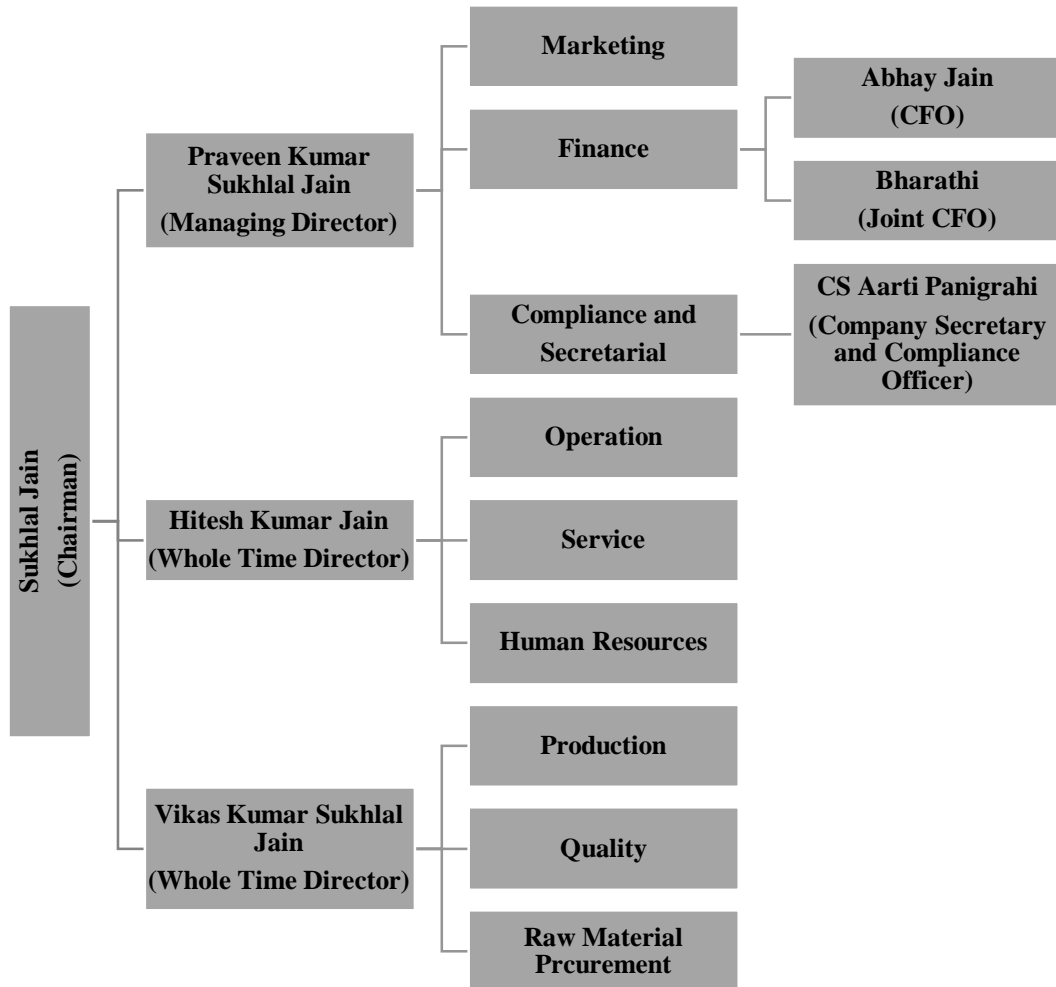 Sukhlal Jain
(Chairman)
Praveen Kumar
Sukhlal Jain
(Managing Director)
Marketing
Finance
Abhay Jain
(CFO)
Bharathi
(Joint CFO)
Compliance and
Secretarial
CS Aarti Panigrahi
(Company Secretary
and Compliance
Officer)
Hitesh Kumar Jain
(Whole Time Director)
Operation
Service
Human Resources
Vikas Kumar Sukhlal
Jain
(Whole Time Director)
Production
Quality
Raw Material
Prcurement